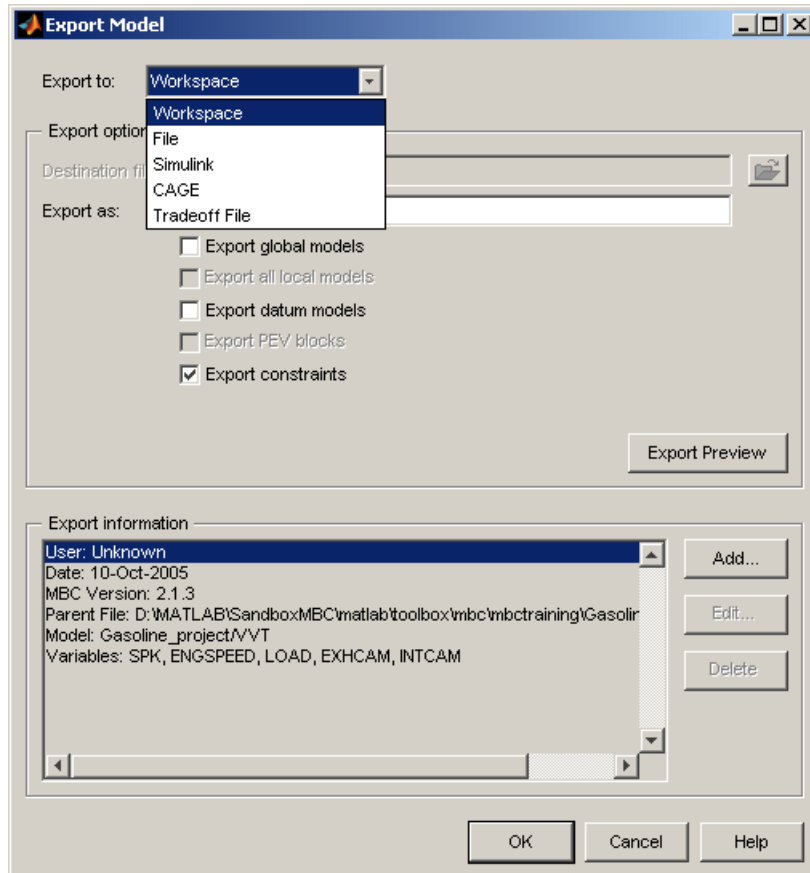 Export Model
Export to: Workspace
Workspace
File
Simulink
CAGE
Tradeoff File
Export option
Destination fil
Export as:
Export global models
Export all local models
Export datum models
Export PEV blocks
Export constraints
Export Preview
Export information
User: Unknown
Date: 10-Oct-2005
MBC Version: 2.1.3
Parent File: D:\MATLAB\SandboxMBC\matlab\toolbox\mbc\mbctraining\Gasolin
Model: Gasoline_project/VVT
Variables: SPK, ENGSPEED, LOAD, EXHCAM, INTCAM
Add...
Edit...
Delete
OK Cancel Help